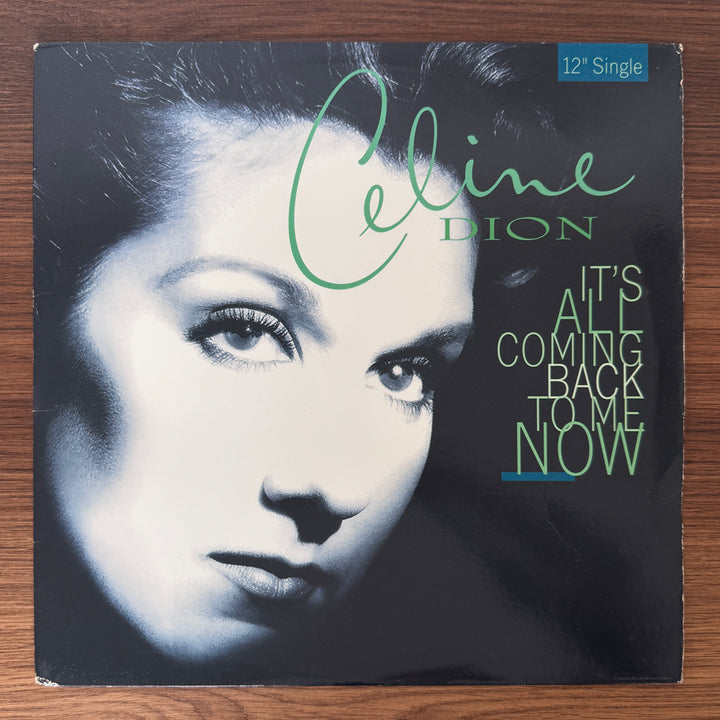 12" Single
Celine
DION
IT'S
ALL
COMING
BACK
TO ME
NOW